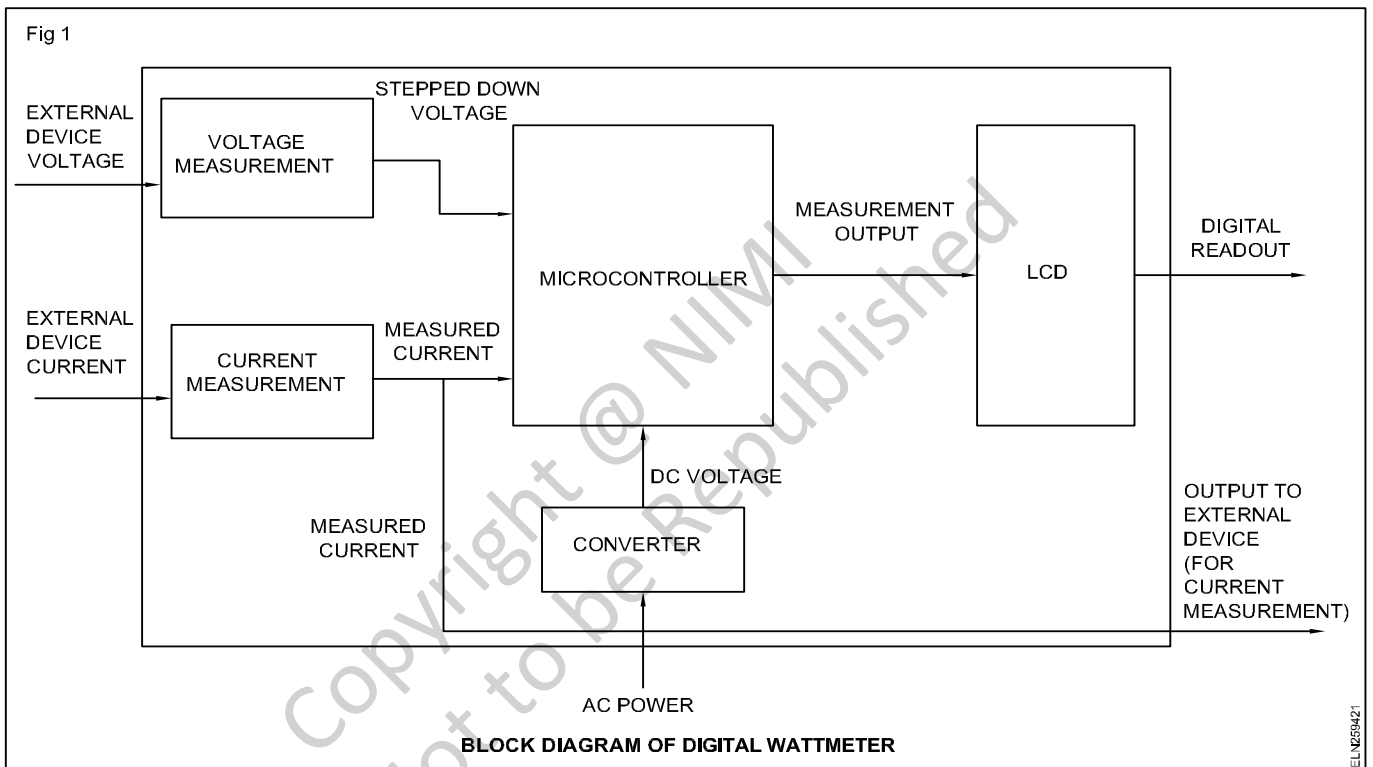 Fig 1
EXTERNAL
DEVICE
VOLTAGE
VOLTAGE
MEASUREMENT
STEPPED DOWN
VOLTAGE
MICROCONTROLLER
MEASUREMENT
OUTPUT
LCD
DIGITAL
READOUT
EXTERNAL
DEVICE
CURRENT
CURRENT
MEASUREMENT
MEASURED
CURRENT
DC VOLTAGE
MEASURED
CURRENT
CONVERTER
OUTPUT TO
EXTERNAL
DEVICE
(FOR
CURRENT
MEASUREMENT)
AC POWER
BLOCK DIAGRAM OF DIGITAL WATTMETER
ELN259421
Copyright @ NIMI
Not to be Republished